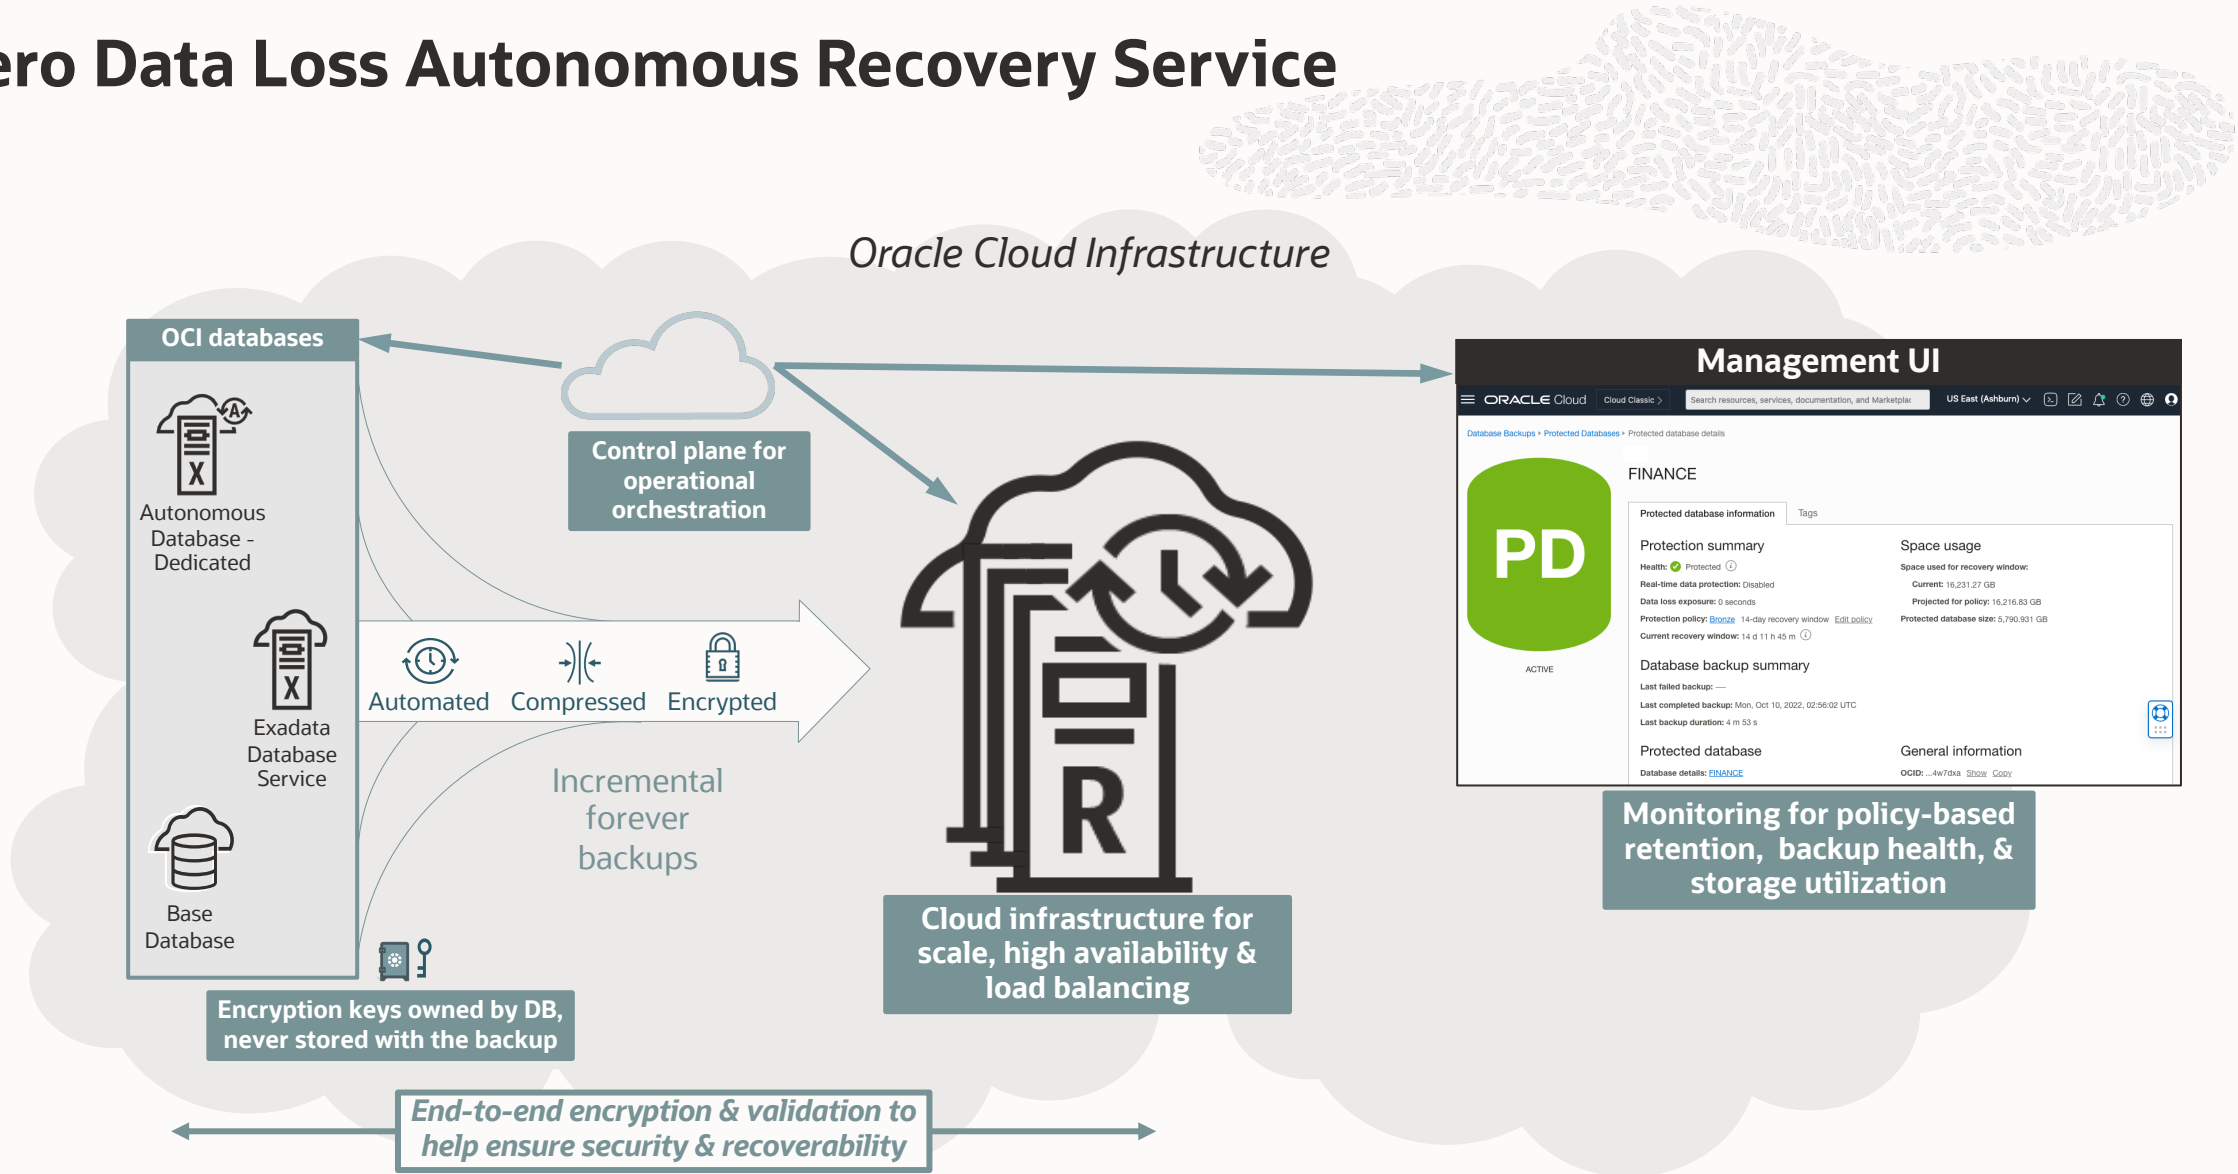 ero Data Loss Autonomous Recovery Service
Oracle Cloud Infrastructure
OCI databases
A
X
Autonomous
Database -
Dedicated
X
Exadata
Database
Service
Base
Database
Control plane for
operational
orchestration
Automated
Compressed
Encrypted
Incremental
forever
backups
Encryption keys owned by DB,
never stored with the backup
R
Cloud infrastructure for
scale, high availability &
load balancing
Management UI
ORACLE Cloud
Cloud Classic >
Search resources, services, documentation, and Marketplac
US East (Ashburn)
Database Backups » Protected Databases » Protected database details
PD
ACTIVE
FINANCE
Protected database information
Tags
Protection summary
Health: Protected
Real-time data protection: Disabled
Data loss exposure: 0 seconds
Protection policy: Bronze 14-day recovery window Edit policy
Current recovery window: 14 d 11 h 45 m
Space usage
Space used for recovery window:
Current: 16,231.27 GB
Projected for policy: 16,216.83 GB
Protected database size: 5,790.931 GB
Database backup summary
Last failed backup: —
Last completed backup: Mon, Oct 10, 2022, 02:56:02 UTC
Last backup duration: 4 m 53 s
Protected database
Database details: FINANCE
General information
OCID: ...4w7dxa Show Copy
Monitoring for policy-based
retention, backup health, &
storage utilization
End-to-end encryption & validation to
help ensure security & recoverability